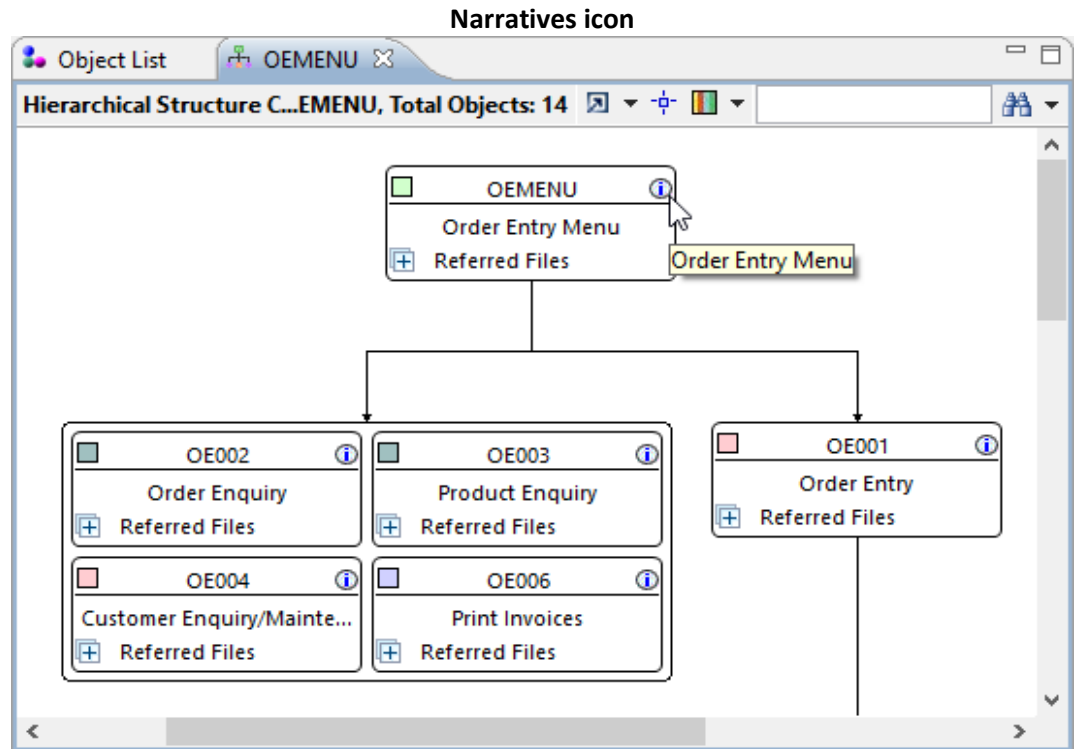 Narratives icon
Object List OEMENU
Hierarchical Structure C...EMENU, Total Objects: 14
OEMENU
Order Entry Menu
Referred Files
Order Entry Menu
OE002
Order Enquiry
Referred Files
OE003
Product Enquiry
Referred Files
OE004
Customer Enquiry/Mainte...
Referred Files
OE006
Print Invoices
Referred Files
OE001
Order Entry
Referred Files